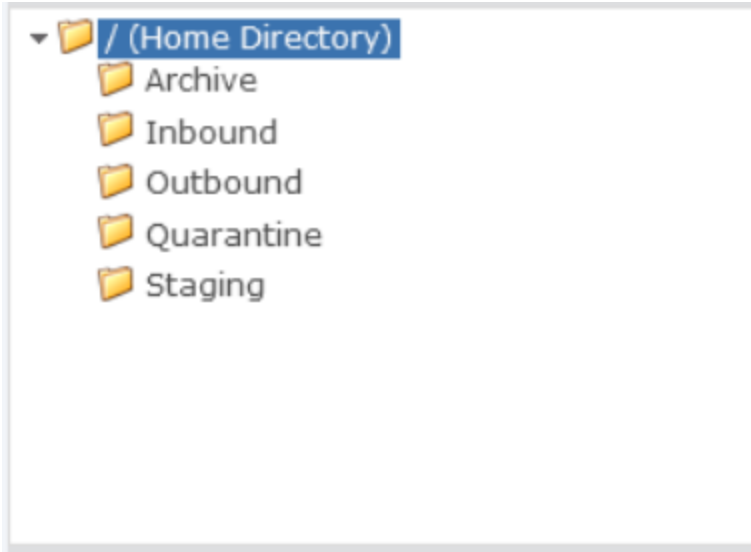 / (Home Directory)
Archive
Inbound
Outbound
Quarantine
Staging